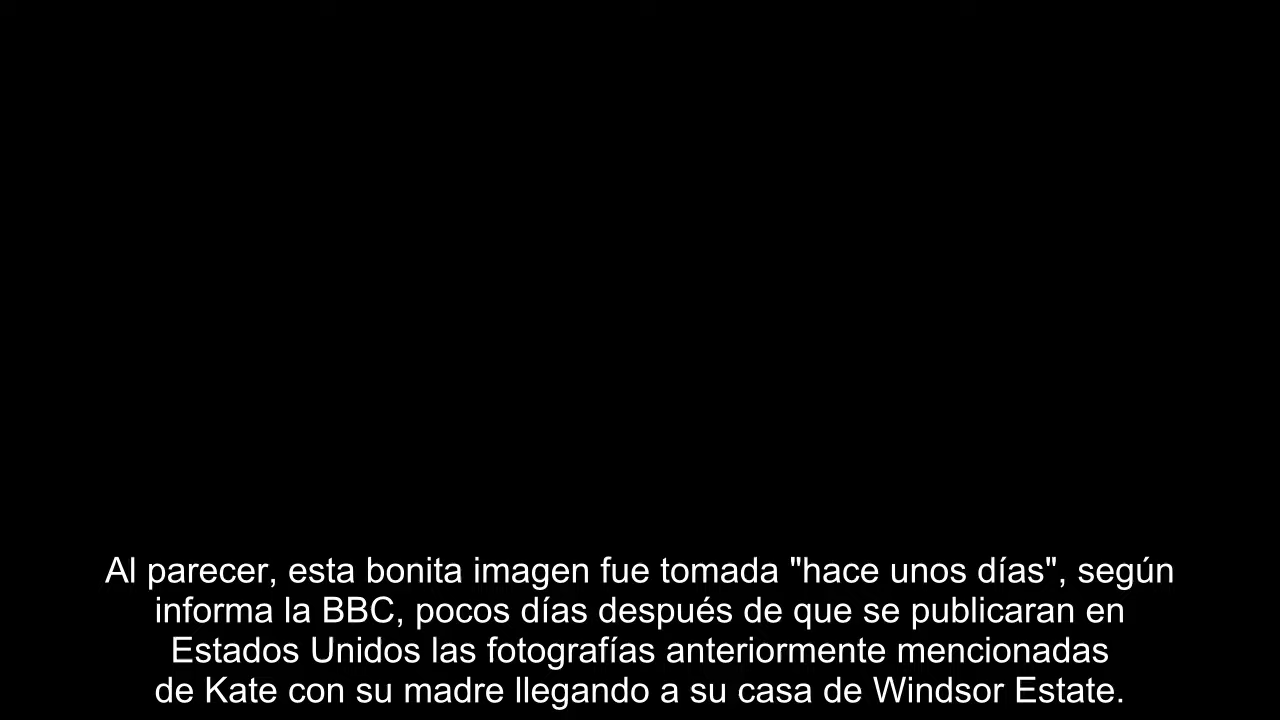 Al parecer, esta bonita imagen fue tomada "hace unos días", según
informa la BBC, pocos días después de que se publicaran en
Estados Unidos las fotografías anteriormente mencionadas
de Kate con su madre llegando a su casa de Windsor Estate.